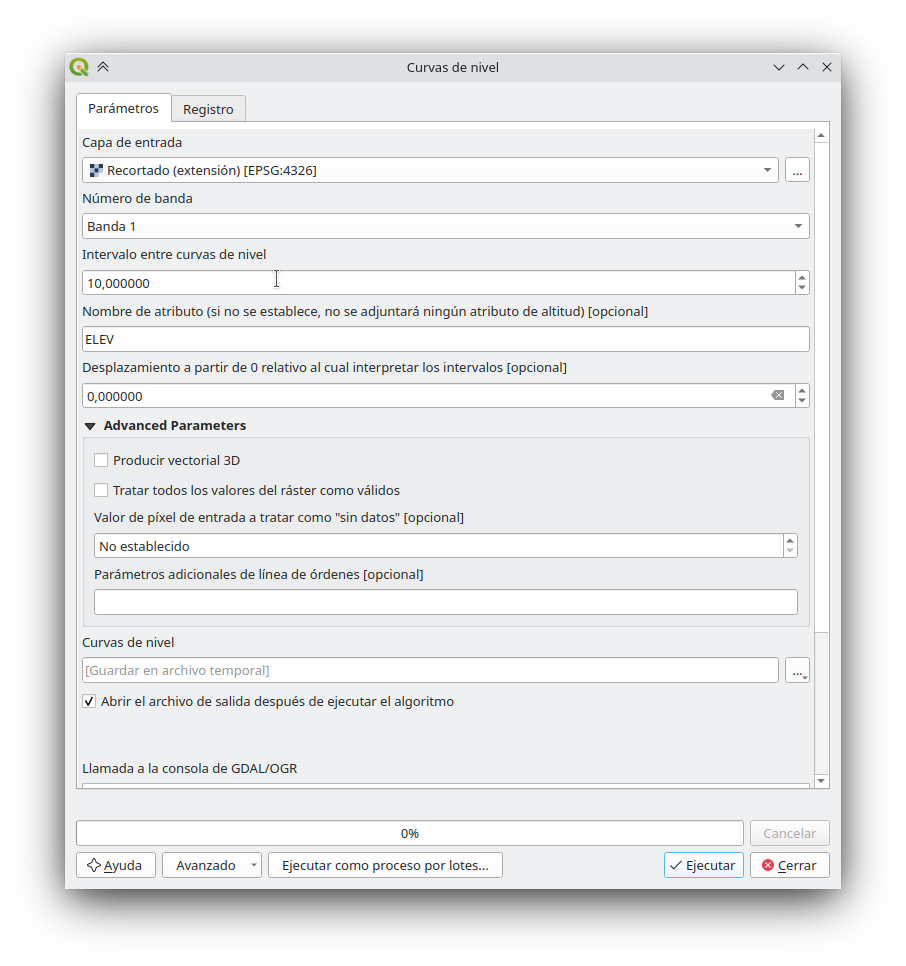 Curvas de nivel
Parámetros
Registro
Capa de entrada
Recortado (extensión) [EPSG:4326]
...
Número de banda
Banda 1
Intervalo entre curvas de nivel
10,000000
Nombre de atributo (si no se establece, no se adjuntará ningún atributo de altitud) [opcional]
ELEV
Desplazamiento a partir de 0 relativo al cual interpretar los intervalos [opcional]
0,000000
Advanced Parameters
Producir vectorial 3D
Tratar todos los valores del ráster como válidos
Valor de píxel de entrada a tratar como "sin datos" [opcional]
No establecido
Parámetros adicionales de línea de órdenes [opcional]
Curvas de nivel
[Guardar en archivo temporal]
...
Abrir el archivo de salida después de ejecutar el algoritmo
Llamada a la consola de GDAL/OGR
0%
Cancelar
Ayuda
Avanzado
Ejecutar como proceso por lotes...
Ejecutar
Cerrar